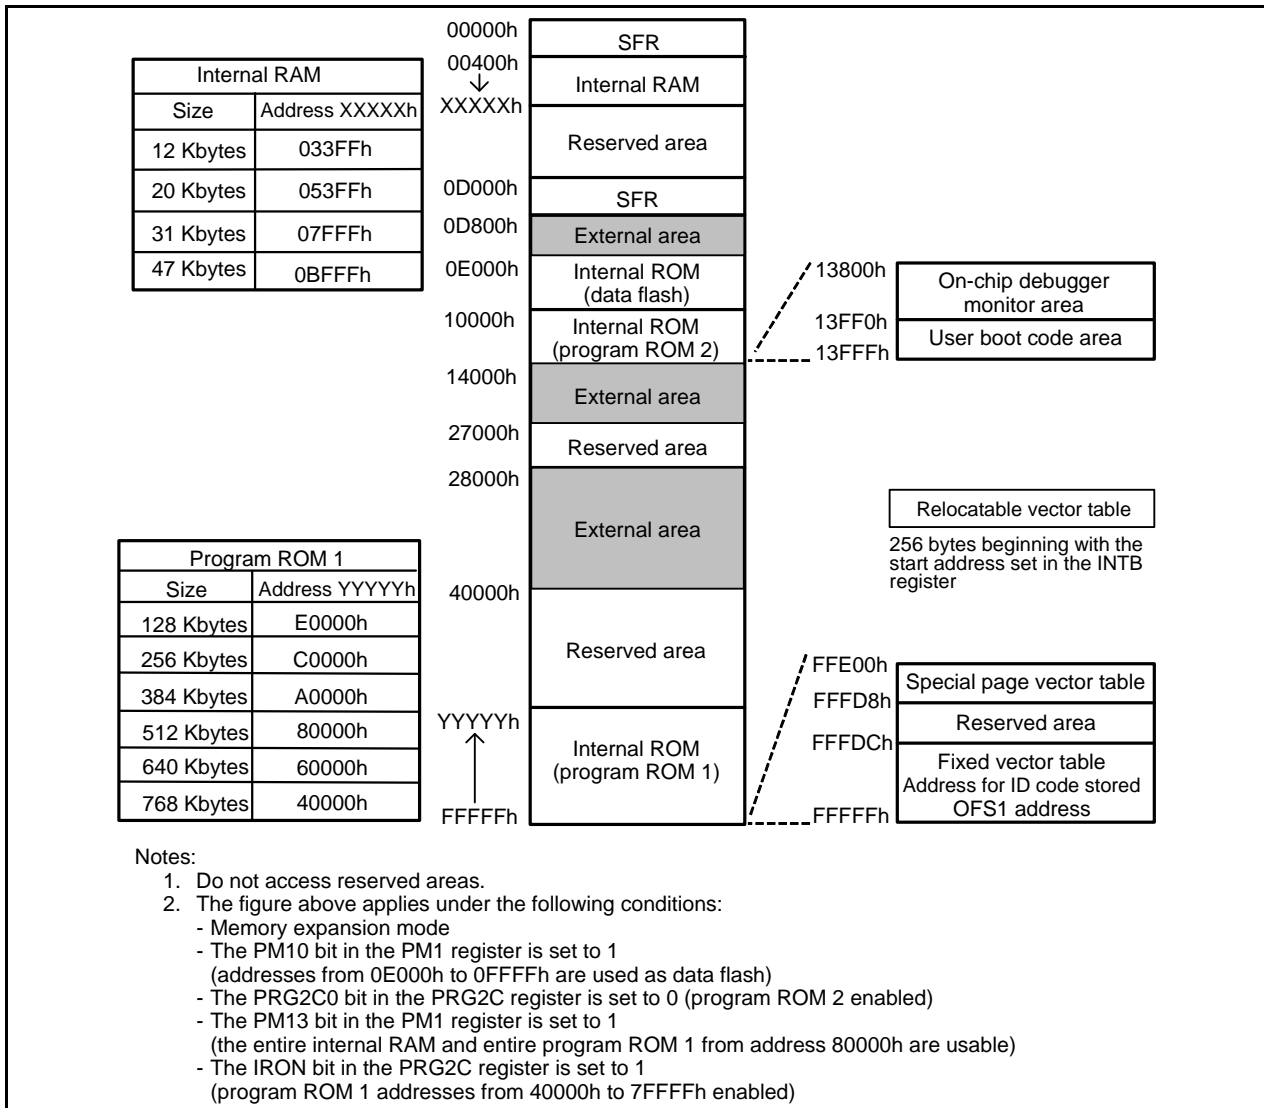 Internal RAM
Size Address XXXXXh
12 Kbytes 033FFh
20 Kbytes 053FFh
31 Kbytes 07FFFh
47 Kbytes 0BFFFh
Program ROM 1
Size Address YYYYYh
128 Kbytes E0000h
256 Kbytes C0000h
384 Kbytes A0000h
512 Kbytes 80000h
640 Kbytes 60000h
768 Kbytes 40000h
00000h
SFR
00400h
Internal RAM
XXXXXh
Reserved area
0D000h
SFR
0D800h
External area
0E000h
Internal ROM
(data flash)
10000h
Internal ROM
(program ROM 2)
14000h
External area
27000h
Reserved area
28000h
External area
40000h
Reserved area
YYYYYh
Internal ROM
(program ROM 1)
FFFFFh
13800h
On-chip debugger
monitor area
13FF0h
User boot code area
13FFFh
Relocatable vector table
256 bytes beginning with the
start address set in the INTB
register
FFE00h
Special page vector table
FFFD8h
Reserved area
FFFDCh
Fixed vector table
Address for ID code stored
OFS1 address
FFFFFh
Notes:
1. Do not access reserved areas.
2. The figure above applies under the following conditions:
- Memory expansion mode
- The PM10 bit in the PM1 register is set to 1
(addresses from 0E000h to 0FFFFh are used as data flash)
- The PRG2C0 bit in the PRG2C register is set to 0 (program ROM 2 enabled)
- The PM13 bit in the PM1 register is set to 1
(the entire internal RAM and entire program ROM 1 from address 80000h are usable)
- The IRON bit in the PRG2C register is set to 1
(program ROM 1 addresses from 40000h to 7FFFFh enabled)